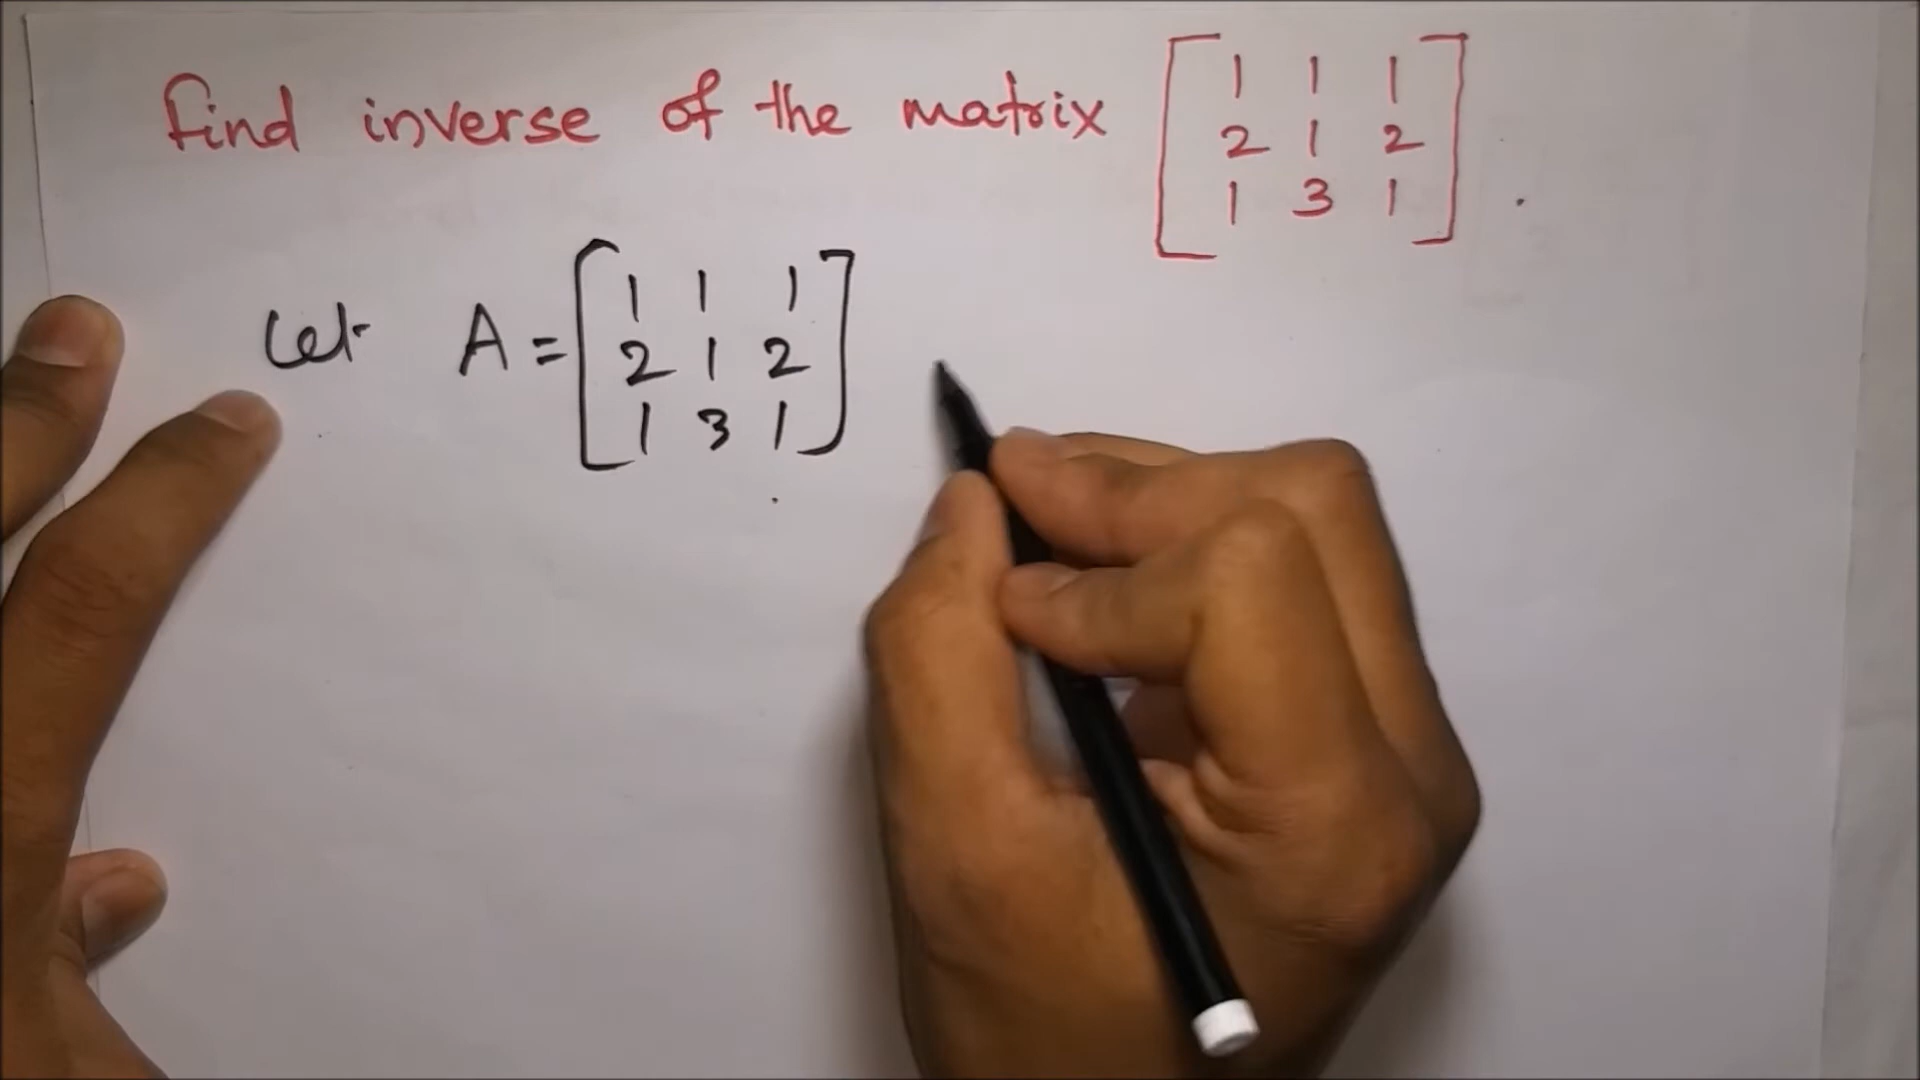 find inverse of the matrix [1 1 1
2 1 2
1 3 1].
Let A = [1 1 1
2 1 2
1 3 1]